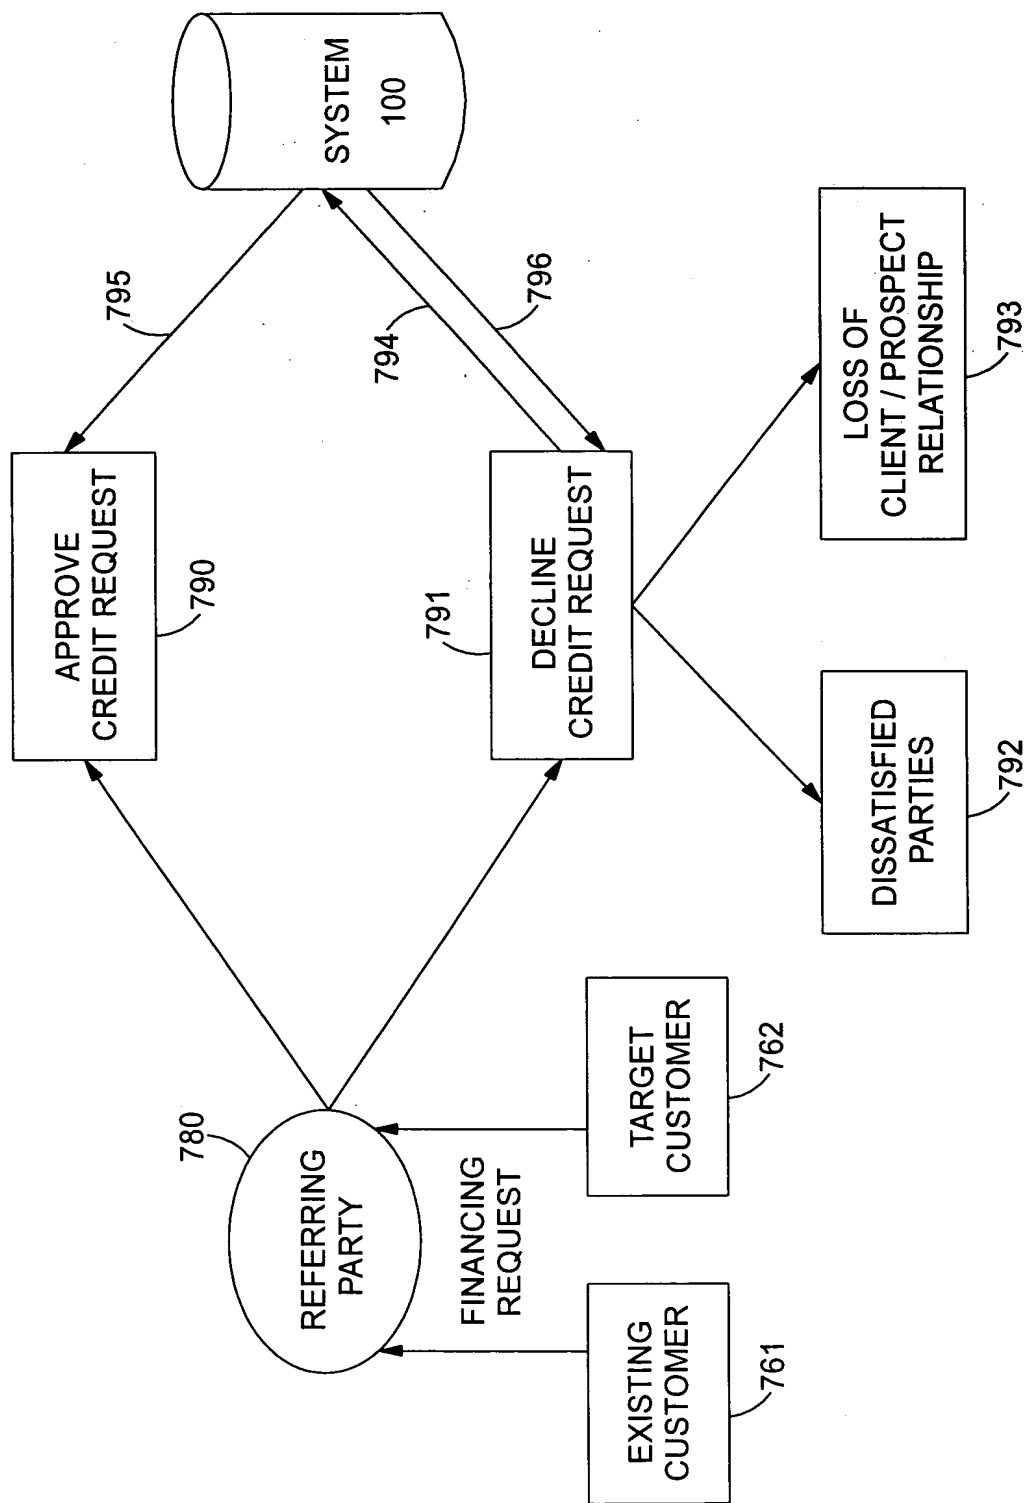 EXISTING
CUSTOMER
761
TARGET
CUSTOMER
762
FINANCING
REQUEST
REFERRING
PARTY
780
APPROVE
CREDIT REQUEST
790
DECLINE
CREDIT REQUEST
791
DISSATISFIED
PARTIES
792
LOSS OF
CLIENT / PROSPECT
RELATIONSHIP
793
794
795
796
SYSTEM
100